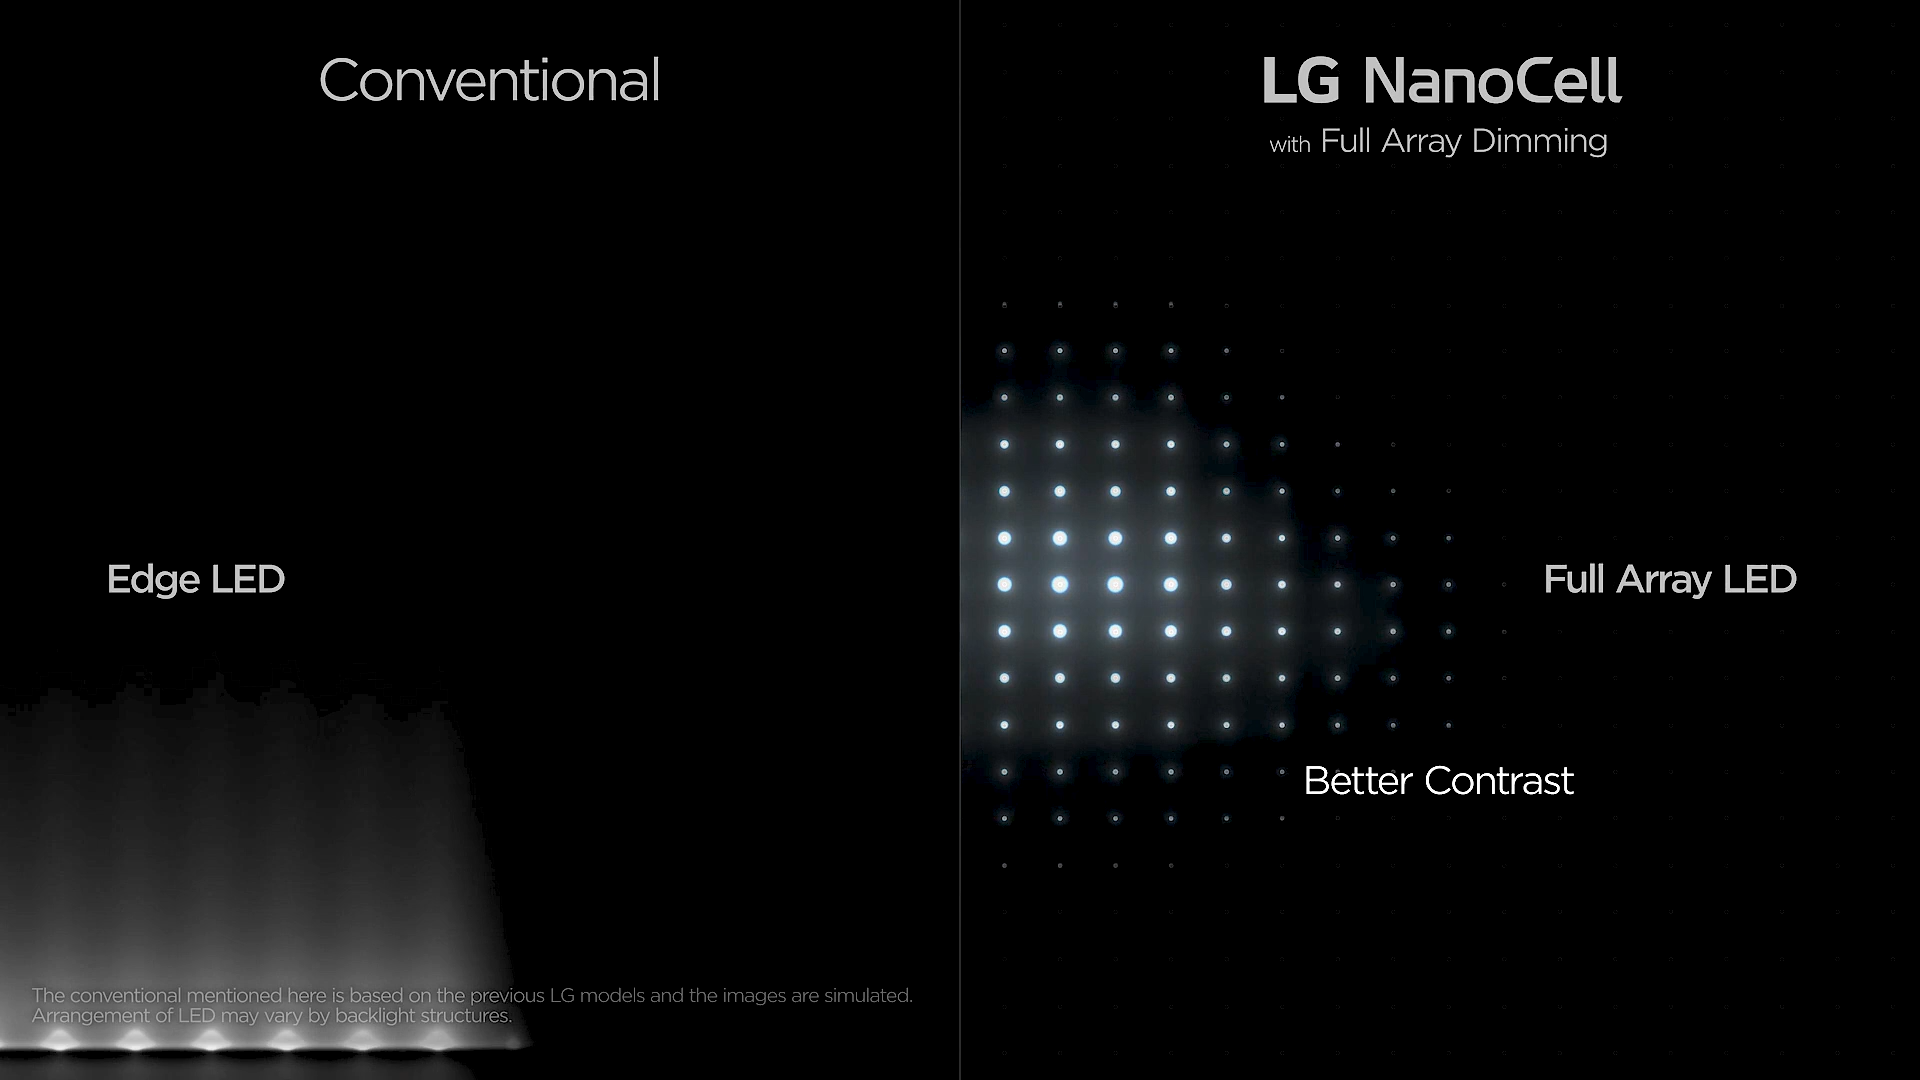 Conventional
Edge LED
The conventional mentioned here is based on the previous LG models and the images are simulated.
Arrangement of LED may vary by backlight structures.
LG NanoCell
with Full Array Dimming
Full Array LED
Better Contrast